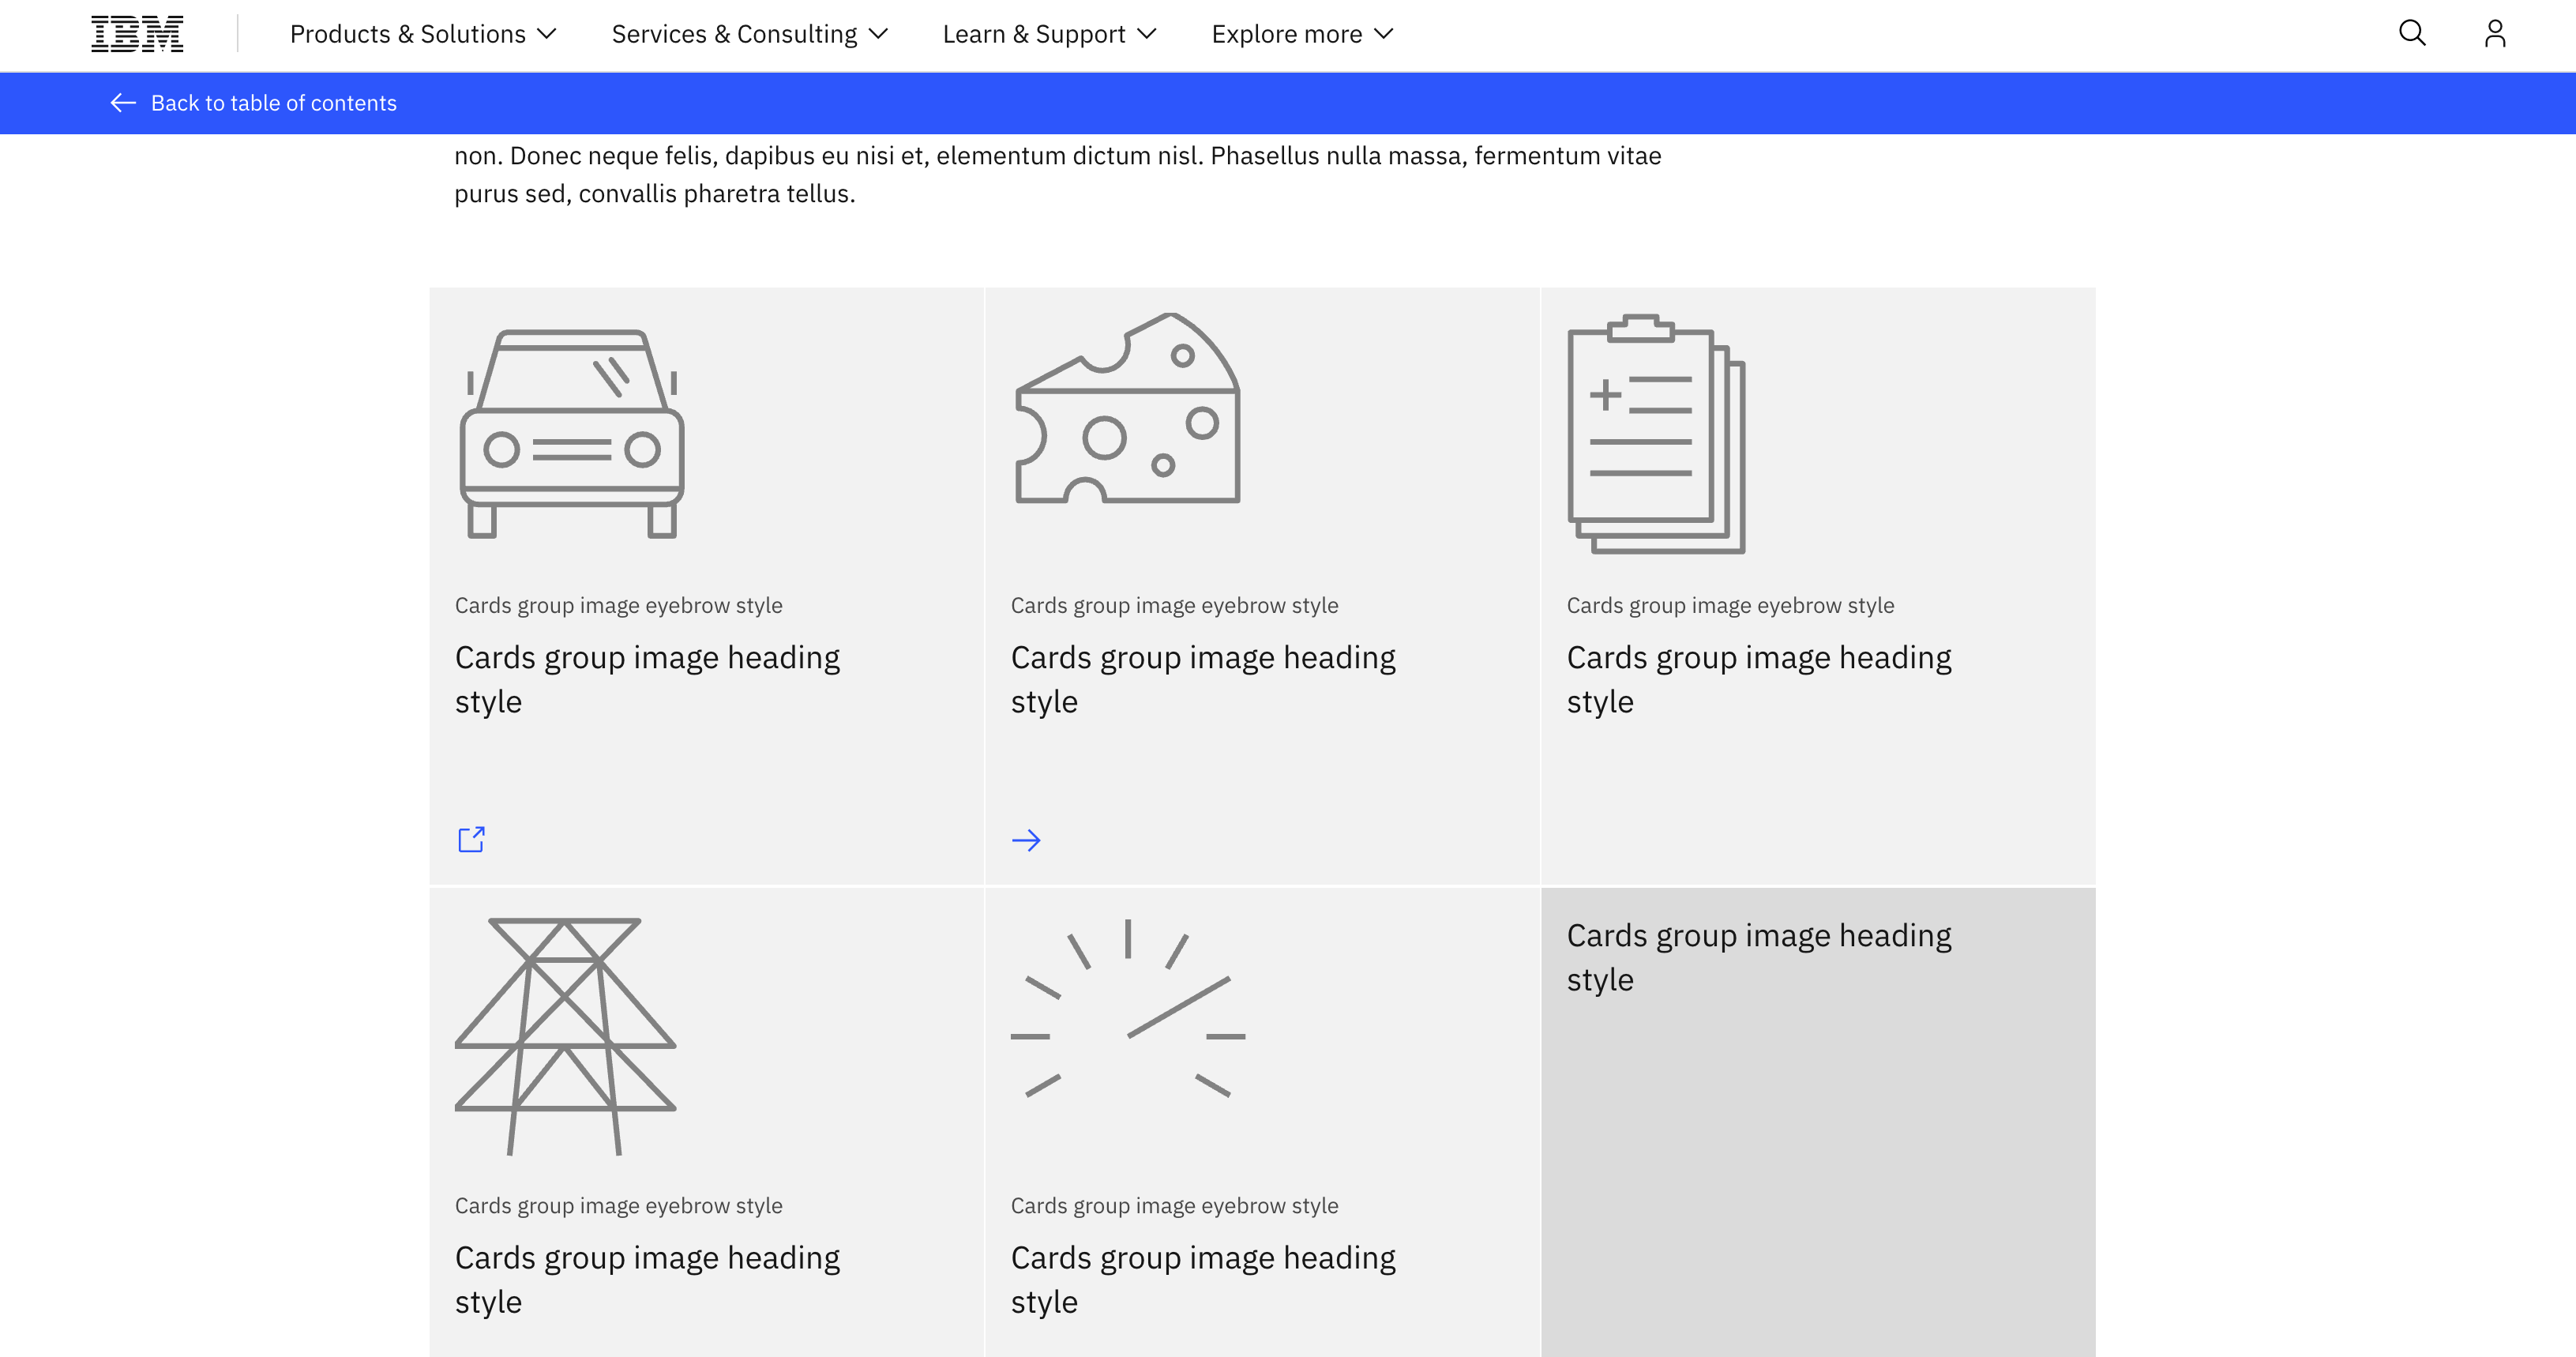 IBM
Products & Solutions
Services & Consulting
Learn & Support
Explore more
Back to table of contents
non. Donec neque felis, dapibus eu nisi et, elementum dictum nisl. Phasellus nulla massa, fermentum vitae
purus sed, convallis pharetra tellus.
Cards group image eyebrow style
Cards group image heading
style
Cards group image eyebrow style
Cards group image heading
style
Cards group image eyebrow style
Cards group image heading
style
Cards group image eyebrow style
Cards group image heading
style
Cards group image eyebrow style
Cards group image heading
style
Cards group image heading
style